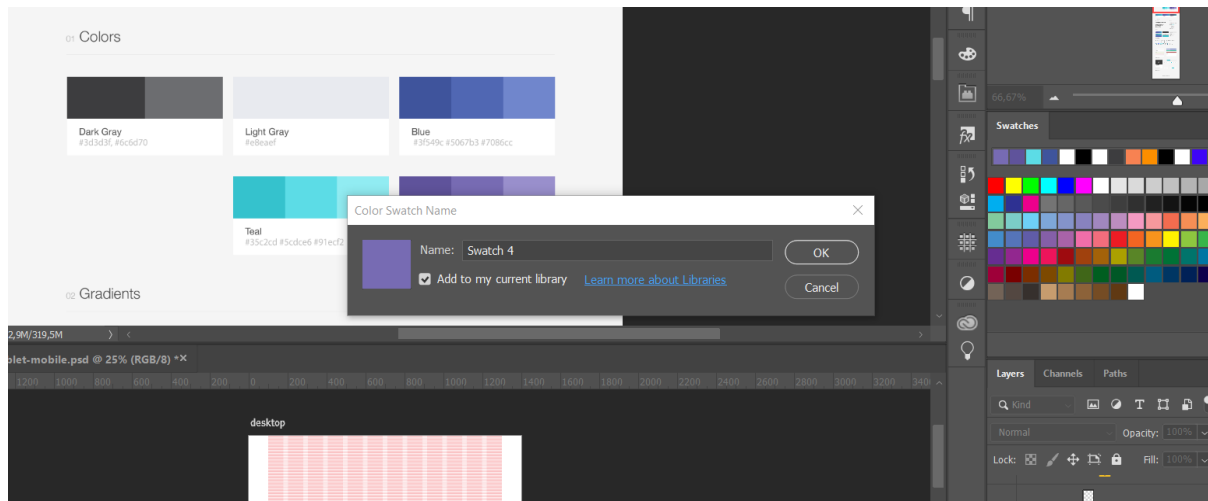 01 Colors
Dark Gray
#3d3d3f, #6c6d70
Light Gray
#e8eaef
Blue
#3f549c #5067b3 #7086cc
Teal
#35c2cd #5cdce6 #91ecf2
02 Gradients
Color Swatch Name
Name: Swatch 4
Add to my current library
Learn more about Libraries
OK
Cancel
2,9M/319,5M
olet-mobile.psd @ 25% (RGB/8) *
1200 1000 800 600 400 200 0 200 400 600 800 1000 1200 1400 1600 1800 2000 2200 2400 2600 2800 3000 3200 340
desktop
66,67%
Swatches
fx
Layers Channels Paths
Kind
Normal
Opacity: 100%
Lock:
Fill: 100%